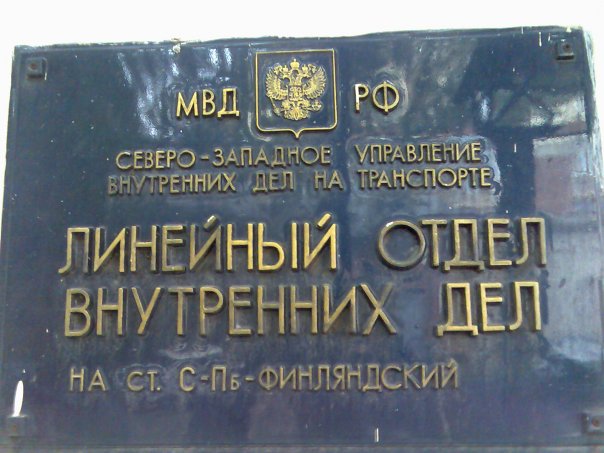 МВД РФ
СЕВЕРО-ЗАПАДНОЕ УПРАВЛЕНИЕ
ВНУТРЕННИХ ДЕЛ НА ТРАНСПОРТЕ
ЛИНЕЙНЫЙ ОТДЕЛ
ВНУТРЕННИХ ДЕЛ
НА СТ. С-Пб-ФИНЛЯНДСКИЙ